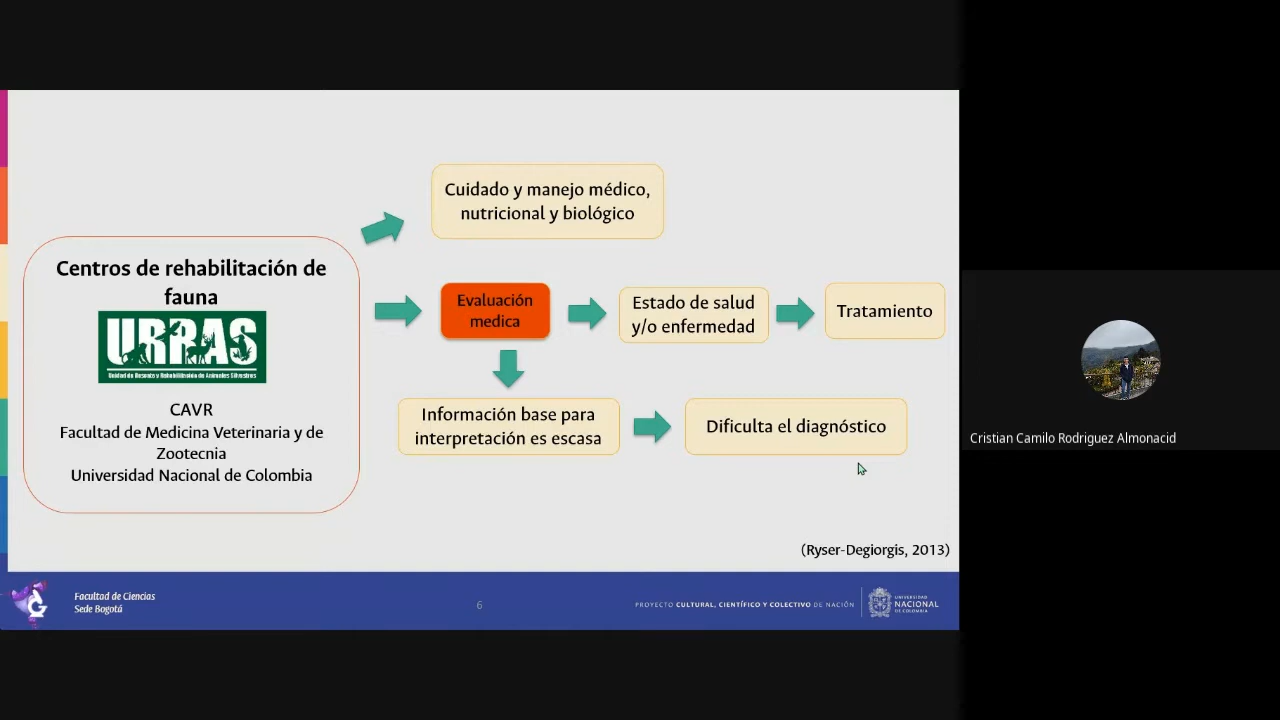 Cuidado y manejo médico,
nutricional y biológico
Centros de rehabilitación de
fauna
URRAS
Unidad de Rescate y Rehabilitación de Animales Silvestres
CAVR
Facultad de Medicina Veterinaria y de
Zootecnia
Universidad Nacional de Colombia
Evaluación
medica
Estado de salud
y/o enfermedad
Tratamiento
Información base para
interpretación es escasa
Dificulta el diagnóstico
(Ryser-Degiorgis, 2013)
Facultad de Ciencias
Sede Bogotá
6
PROYECTO CULTURAL, CIENTÍFICO Y COLECTIVO DE NACIÓN
UNIVERSIDAD
NACIONAL
DE COLOMBIA
Cristian Camilo Rodriguez Almonacid